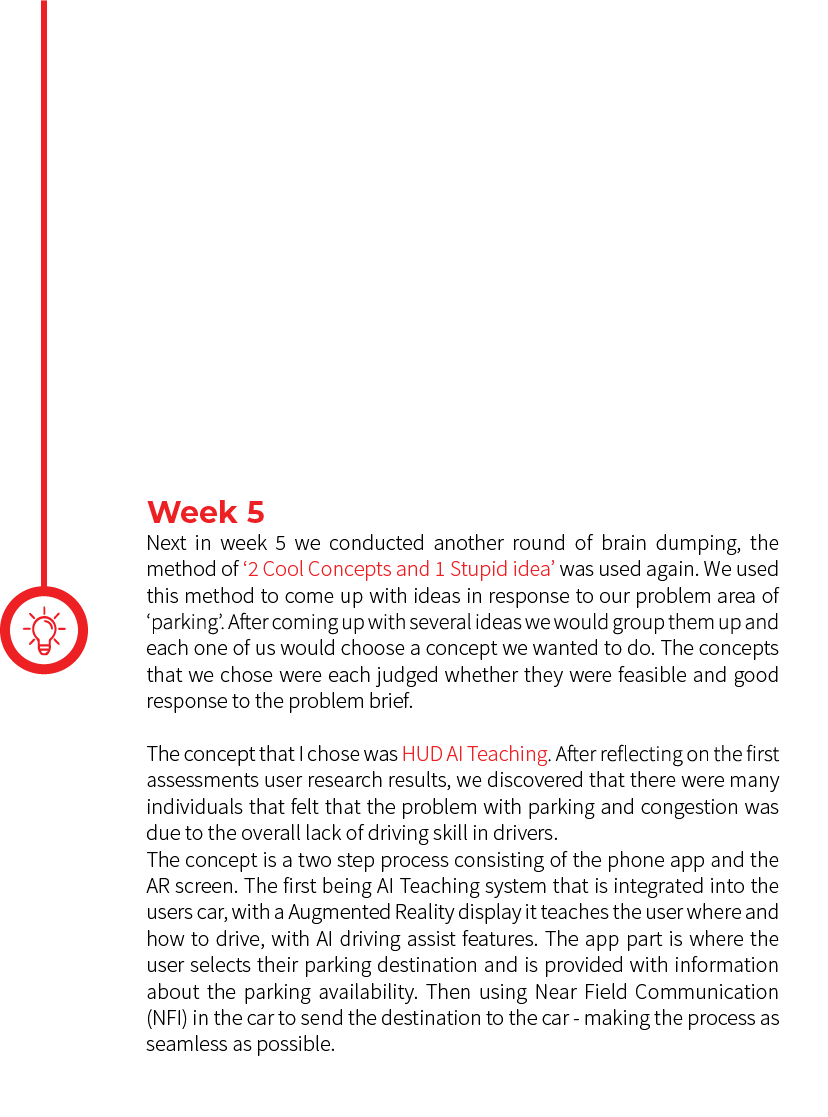 Week 5
Next in week 5 we conducted another round of brain dumping, the
method of ‘2 Cool Concepts and 1 Stupid idea’ was used again. We used
this method to come up with ideas in response to our problem area of
‘parking’. After coming up with several ideas we would group them up and
each one of us would choose a concept we wanted to do. The concepts
that we chose were each judged whether they were feasible and good
response to the problem brief.
The concept that I chose was HUD AI Teaching. After reflecting on the first
assessments user research results, we discovered that there were many
individuals that felt that the problem with parking and congestion was
due to the overall lack of driving skill in drivers.
The concept is a two step process consisting of the phone app and the
AR screen. The first being AI Teaching system that is integrated into the
users car, with a Augmented Reality display it teaches the user where and
how to drive, with AI driving assist features. The app part is where the
user selects their parking destination and is provided with information
about the parking availability. Then using Near Field Communication
(NFI) in the car to send the destination to the car - making the process as
seamless as possible.